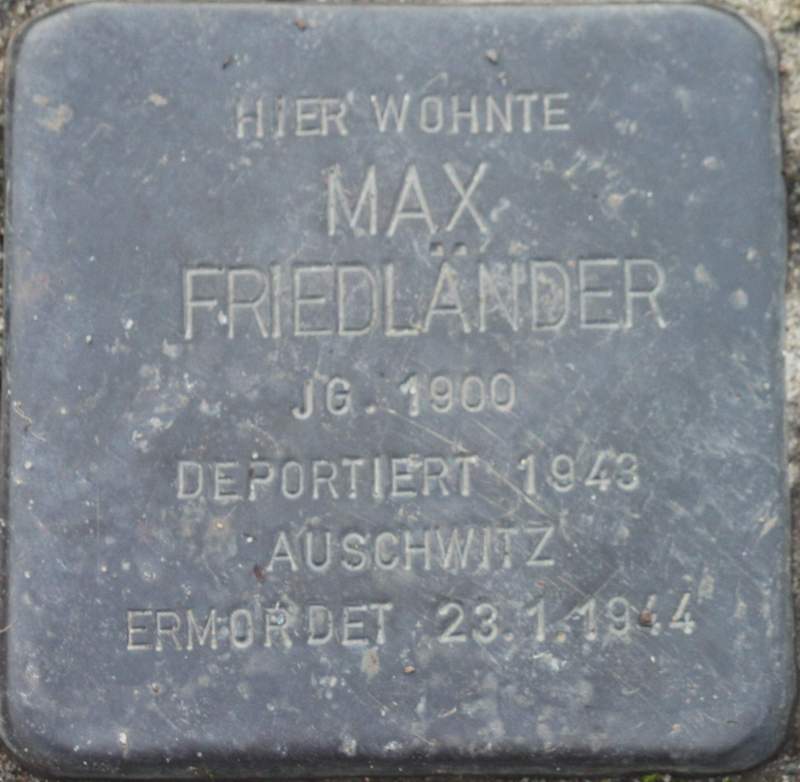 HIER WOHNTE
MAX
FRIEDLÄNDER
JG. 1900
DEPORTIERT 1943
AUSCHWITZ
ERMORDET 23.1.1944